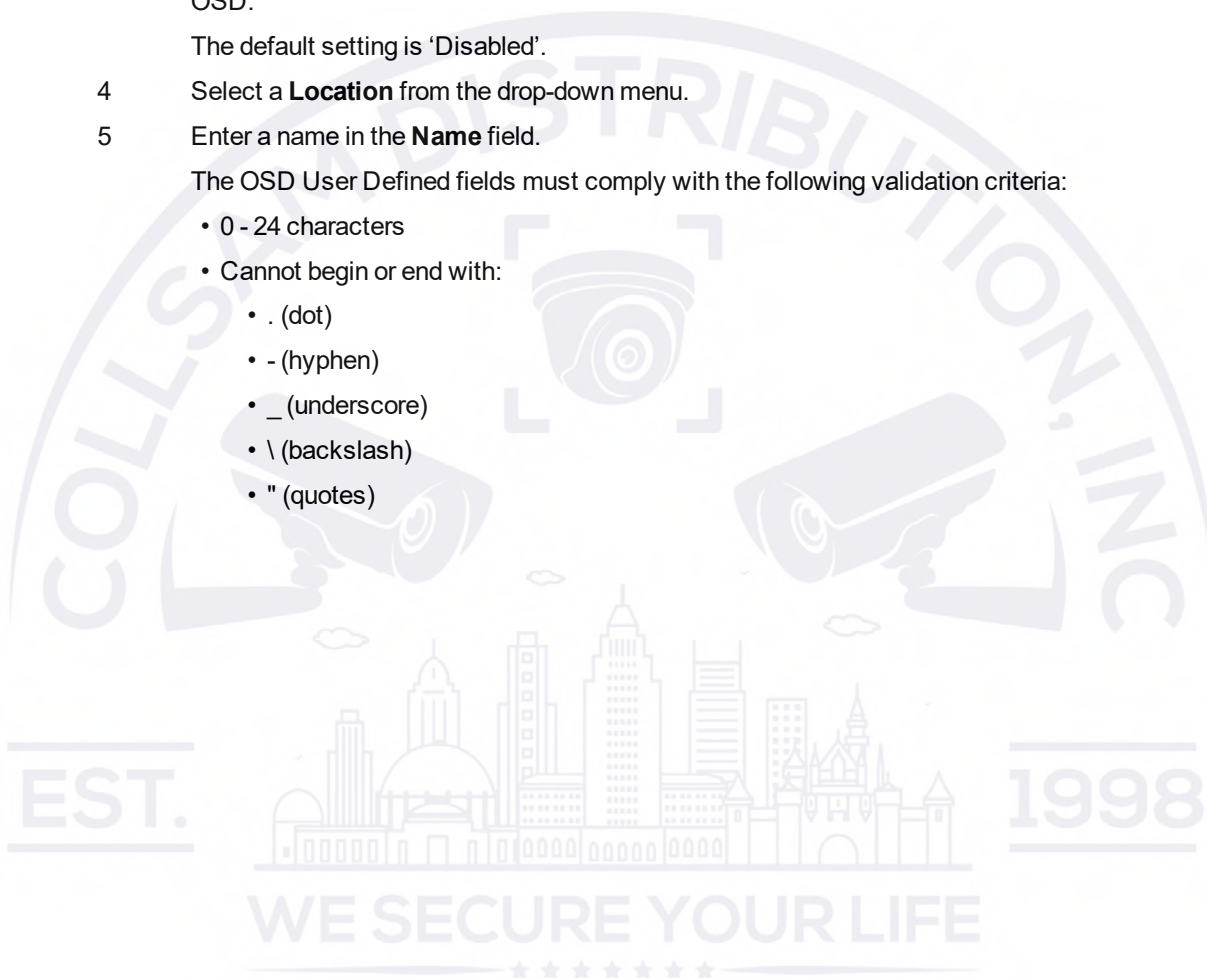 OSD.
The default setting is ‘Disabled’.
4 Select a Location from the drop-down menu.
5 Enter a name in the Name field.
The OSD User Defined fields must comply with the following validation criteria:
• 0 - 24 characters
• Cannot begin or end with:
• . (dot)
• - (hyphen)
• _ (underscore)
• \ (backslash)
• " (quotes)
COLLSAM DISTRIBUTION, INC
EST.
1998
WE SECURE YOUR LIFE